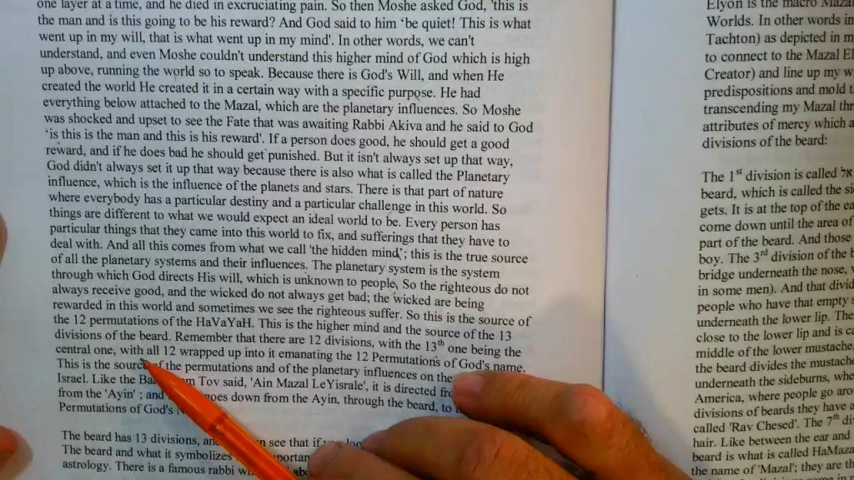 one layer at a time, and he died in excruciating pain. So then Moshe asked God, 'this is
the man and is this going to be his reward? And God said to him 'be quiet! This is what
went up in my will, that is what went up in my mind'. In other words, we can't
understand, and even Moshe couldn't understand this higher mind of God which is high
up above, running the world so to speak. Because there is God's Will, and when He
created the world He created it in a certain way with a specific purpose. He had
everything below attached to the Mazal, which are the planetary influences. So Moshe
was shocked and upset to see the Fate that was awaiting Rabbi Akiva and he said to God
'is this is the man and this is his reward'. If a person does good, he should get a good
reward, and if he does bad he should get punished. But it isn't always set up that way,
God didn't always set it up that way because there is also what is called the Planetary
influence, which is the influence of the planets and stars. There is that part of nature
where everybody has a particular destiny and a particular challenge in this world. So
things are different to what we would expect an ideal world to be. Every person has
particular things that they came into this world to fix, and sufferings that they have to
deal with. And all this comes from what we call 'the hidden mind'; this is the true source
of all the planetary systems and their influences. The planetary system is the system
through which God directs His will, which is unknown to people, So the righteous do not
always receive good, and the wicked do not always get bad; the wicked are being
rewarded in this world and sometimes we see the righteous suffer. So this is the source of
the 12 permutations of the HaVaYaH. This is the higher mind and the source of the 13
divisions of the beard. Remember that there are 12 divisions, with the 13th one being the
central one, with all 12 wrapped up into it emanating the 12 Permutations of God's name.
This is the source of the permutations and of the planetary influences on the
Israel. Like the Tov said, 'Ain Mazal LeYisrale', it is directed
from the 'Ayin' ; and goes down from the Ayin, through the beard, to
Permutations of God's
The beard has 13 divisions, see that if
The beard and what it symbolizes
astrology. There is a famous rabbi
Elyon is the macro
Worlds. In other words in
Tachton) as depicted in
to connect to the Mazal
Creator) and line up my
predispositions and mold
transcending my Mazal
attributes of mercy which
divisions of the beard:
The 1st division is called
beard, which is called the
gets. It is at the top of the
come down until the area of
part of the beard. And those
boy. The 3rd division of the
bridge underneath the nose,
in some men). And that
people who have that empty
underneath the lower lip. The
close to the lower lip and is
middle of the lower mustache,
the beard divides the
underneath the sideburns,
America, where people go
divisions of beards they have
called 'Rav Chesed'. The 7th
hair. Like between the ear and
beard is what is called
the name of 'Mazal'; they are